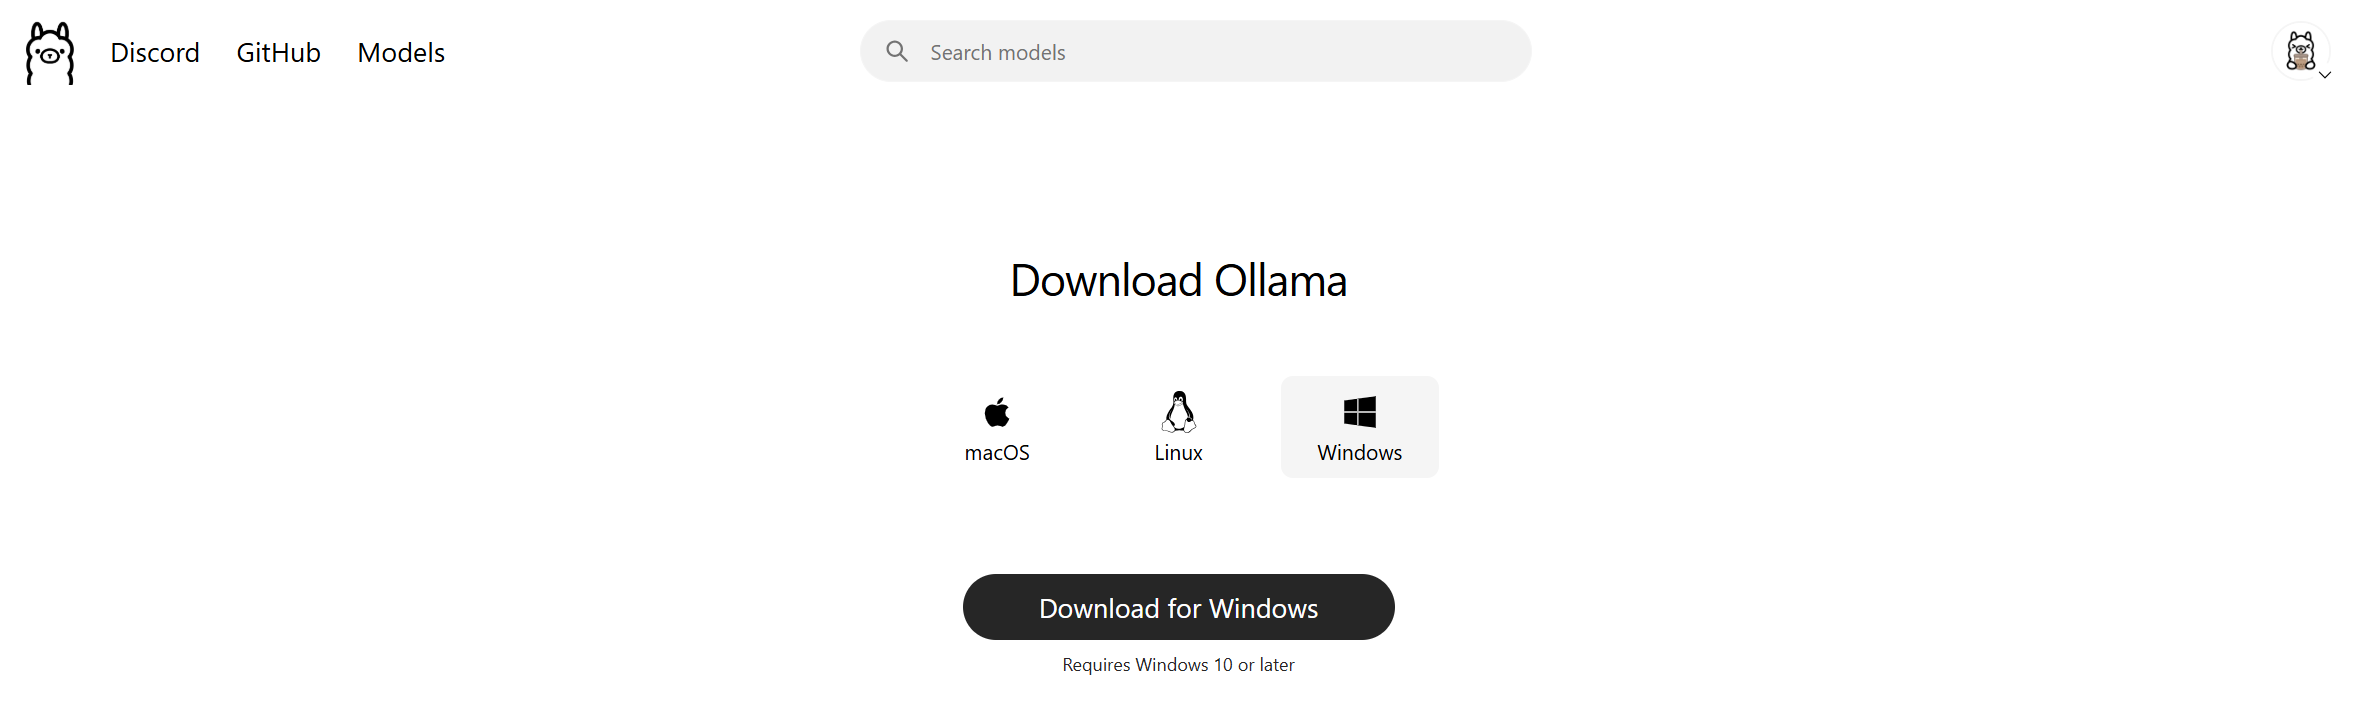 Discord GitHub Models Search models
Download Ollama
macOS Linux Windows
Download for Windows
Requires Windows 10 or later